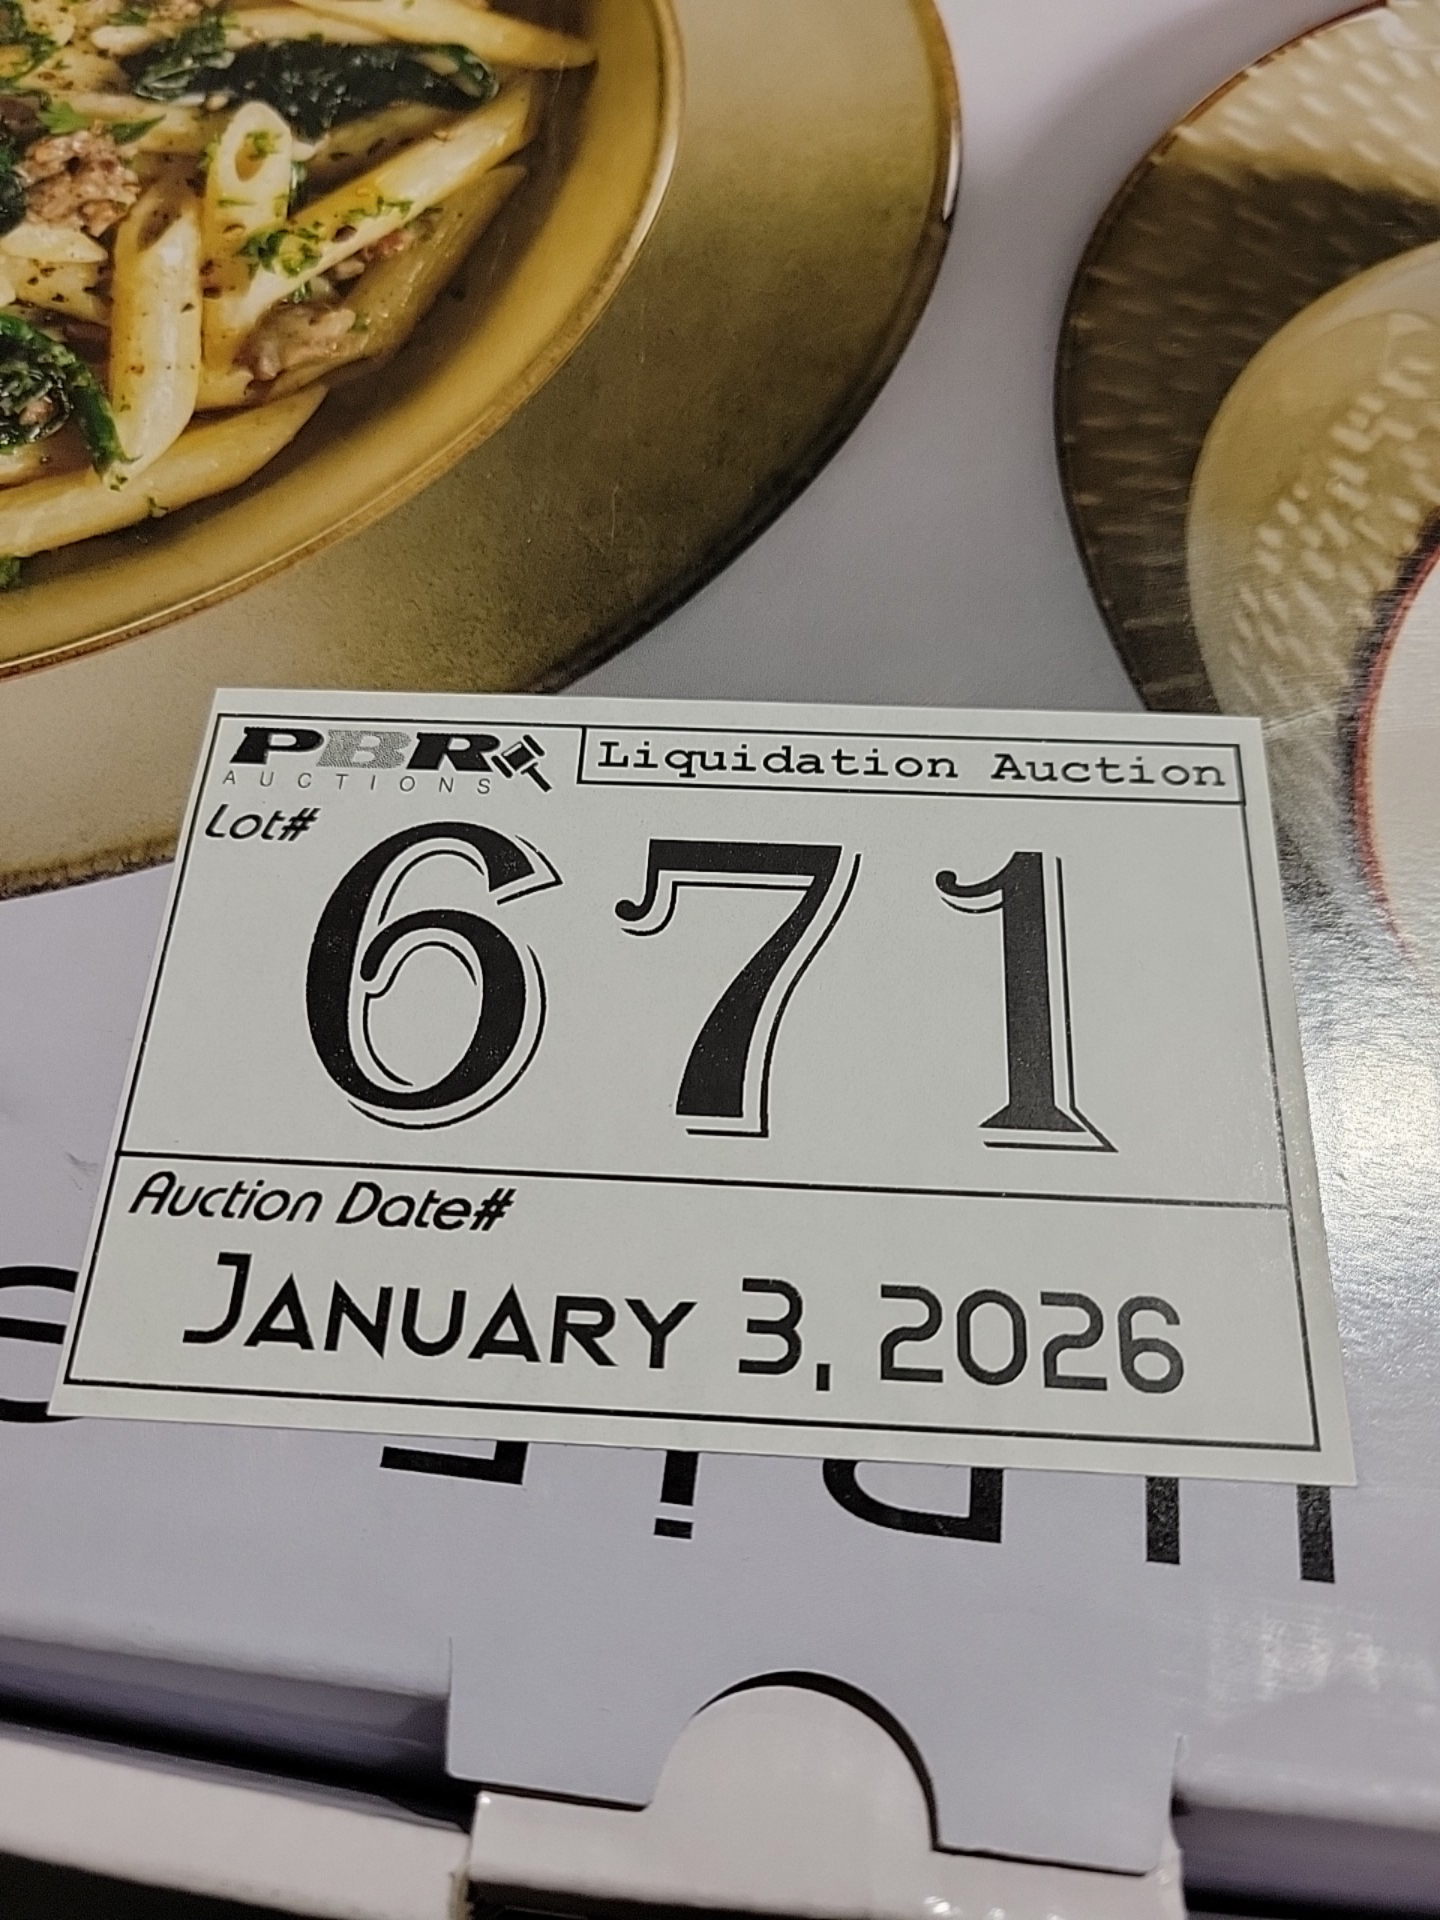 PBR
AUCTIONS
Liquidation Auction
Lot#
671
Auction Date#
JANUARY 3, 2026